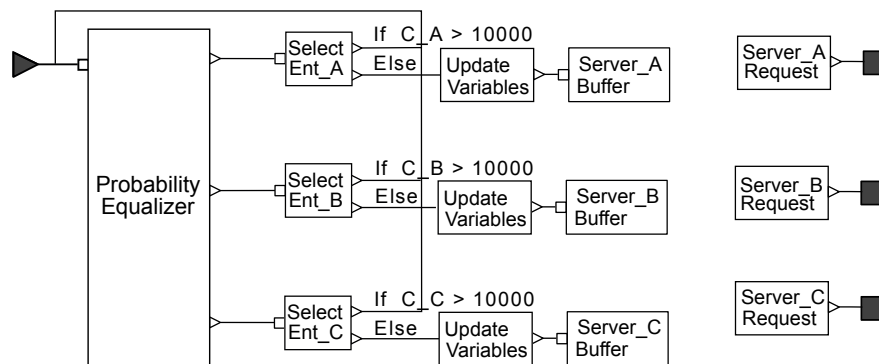 If C_A > 10000
Select
Ent_A
Else
Update
Variables
Server_A
Buffer
Server_A
Request
Probability
Equalizer
If C_B > 10000
Select
Ent_B
Else
Update
Variables
Server_B
Buffer
Server_B
Request
If C_C > 10000
Select
Ent_C
Else
Update
Variables
Server_C
Buffer
Server_C
Request